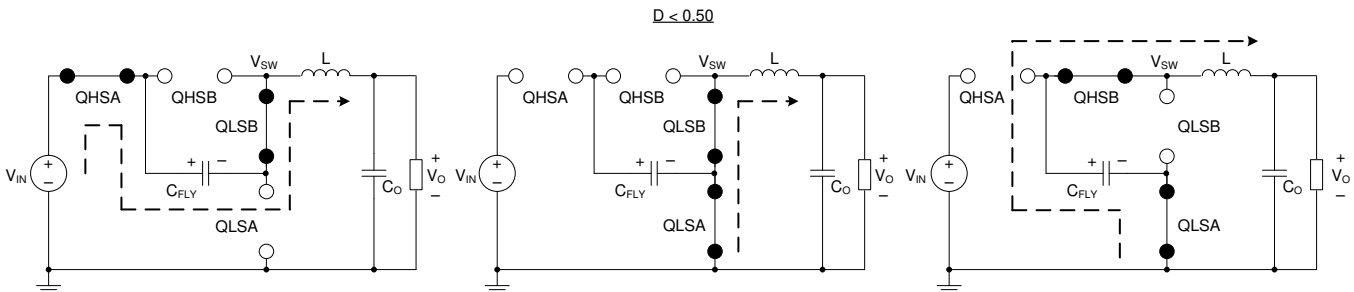 D < 0.50
V_SW L
QHSA QHSB
QLSB
+ −
V_IN + − C_FLY C_O + V_O −
QLSA
V_SW L
QHSA QHSB
QLSB
+ −
V_IN + − C_FLY C_O + V_O −
QLSA
V_SW L
QHSA QHSB
QLSB
+ −
V_IN + − C_FLY C_O + V_O −
QLSA